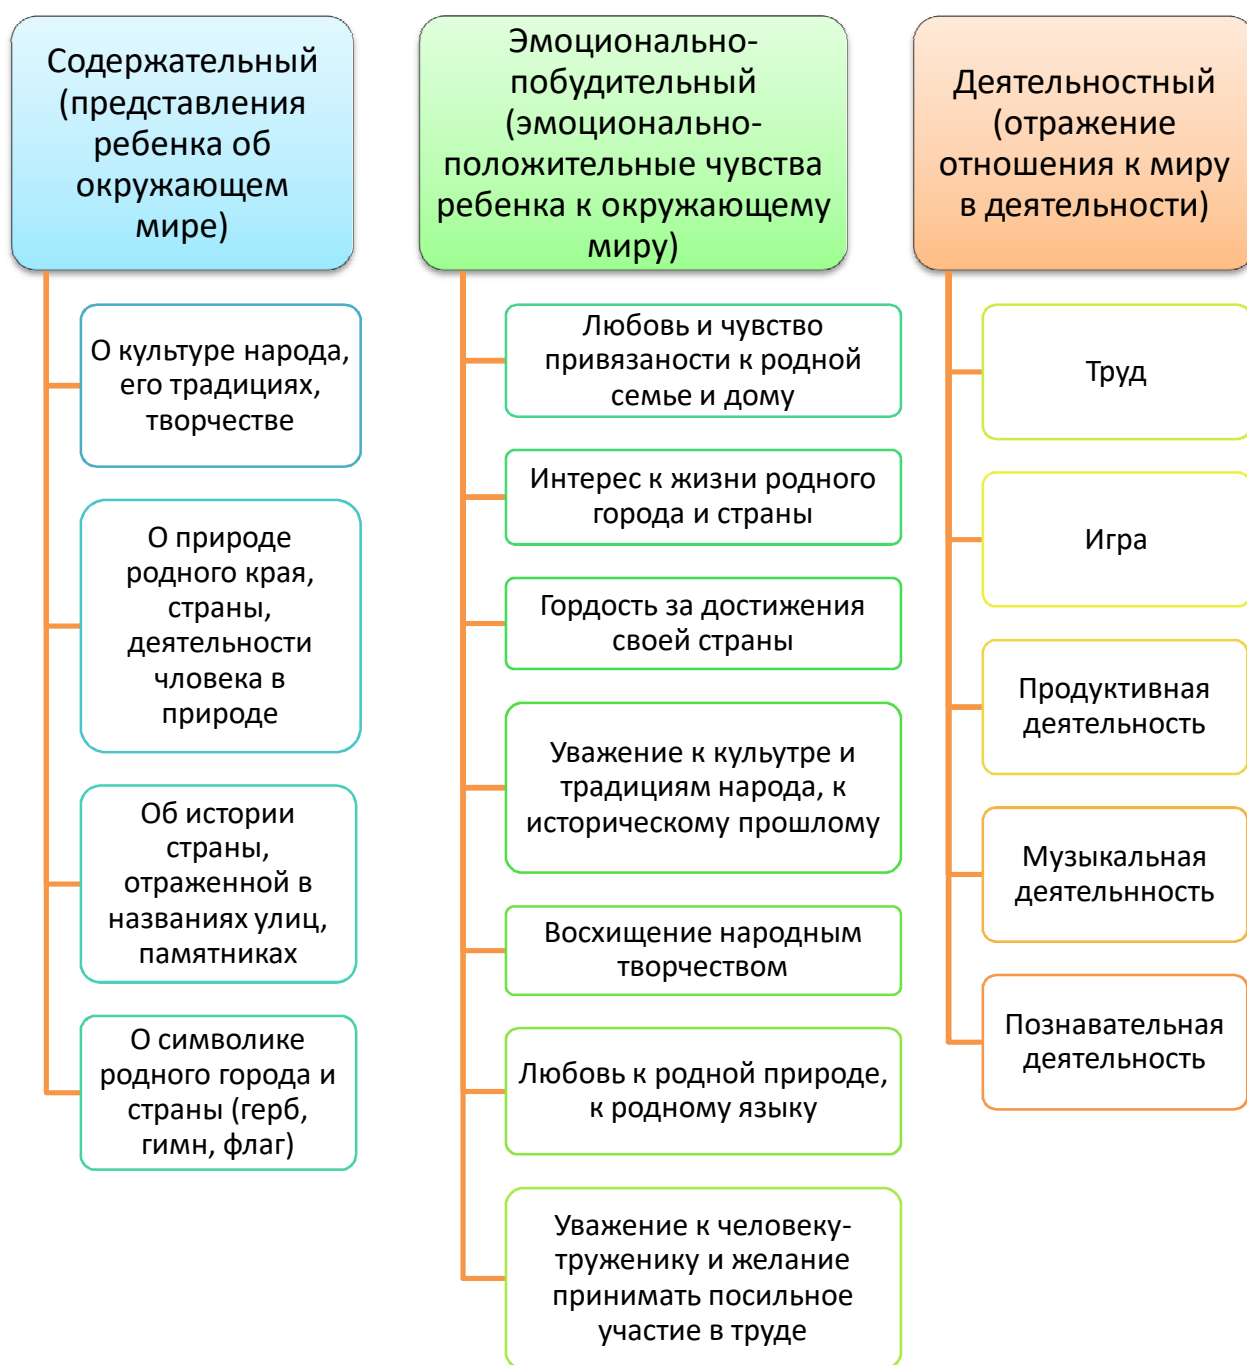 Содержательный
(представления
ребенка об
окружающем
мире)
О культуре народа,
его традициях,
творчестве
О природе
родного края,
страны,
деятельности
чловека в
природе
Об истории
страны,
отраженной в
названиях улиц,
памятниках
О символике
родного города и
страны (герб,
гимн, флаг)
Эмоционально-
побудительный
(эмоционально-
положительные чувства
ребенка к окружающему
миру)
Любовь и чувство
привязаности к родной
семье и дому
Интерес к жизни родного
города и страны
Гордость за достижения
своей страны
Уважение к кульутре и
традициям народа, к
историческому прошлому
Восхищение народным
творчеством
Любовь к родной природе,
к родному языку
Уважение к человеку-
труженику и желание
принимать посильное
участие в труде
Деятельностный
(отражение
отношения к миру
в деятельности)
Труд
Игра
Продуктивная
деятельность
Музыкальная
деятельнность
Познавательная
деятельность